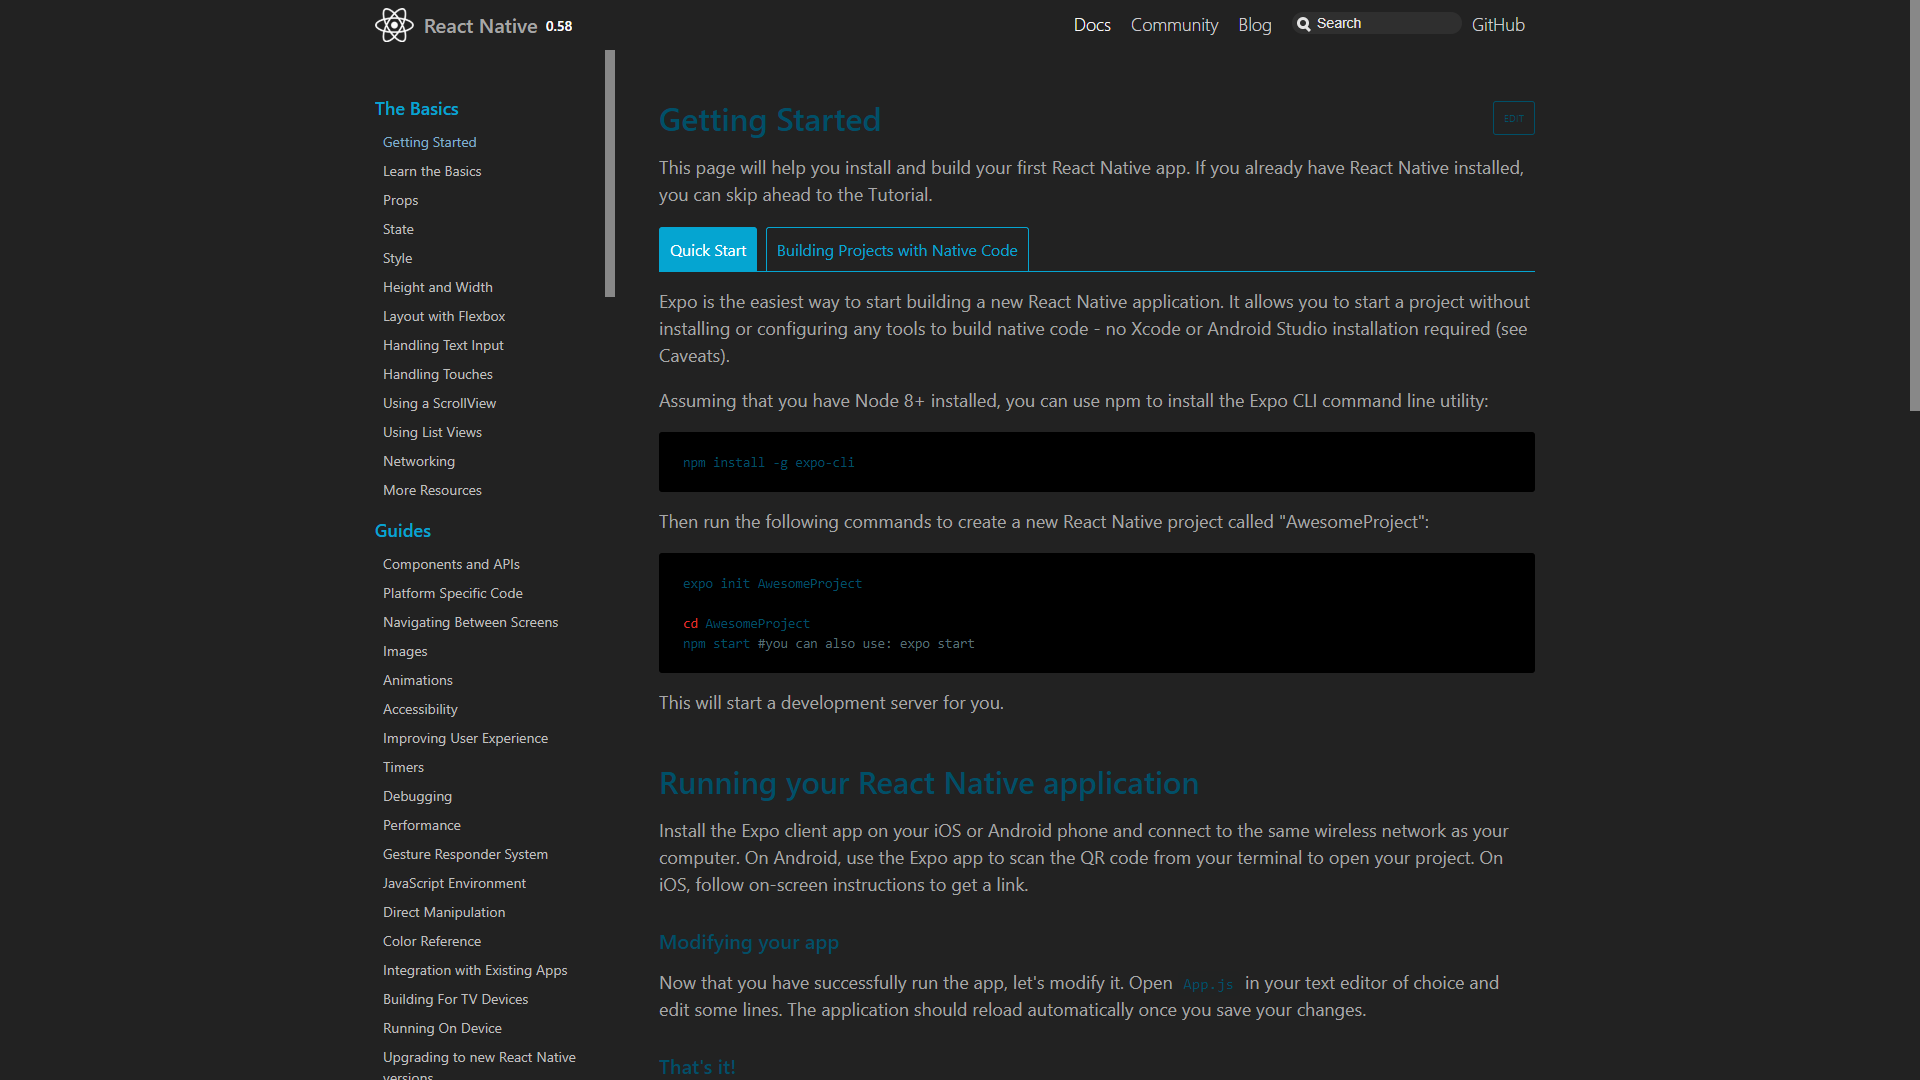 React Native 0.58
Docs Community Blog Search GitHub
The Basics
Getting Started
Learn the Basics
Props
State
Style
Height and Width
Layout with Flexbox
Handling Text Input
Handling Touches
Using a ScrollView
Using List Views
Networking
More Resources
Guides
Components and APIs
Platform Specific Code
Navigating Between Screens
Images
Animations
Accessibility
Improving User Experience
Timers
Debugging
Performance
Gesture Responder System
JavaScript Environment
Direct Manipulation
Color Reference
Integration with Existing Apps
Building For TV Devices
Running On Device
Upgrading to new React Native
versions
Getting Started
EDIT
This page will help you install and build your first React Native app. If you already have React Native installed,
you can skip ahead to the Tutorial.
Quick Start Building Projects with Native Code
Expo is the easiest way to start building a new React Native application. It allows you to start a project without
installing or configuring any tools to build native code - no Xcode or Android Studio installation required (see
Caveats).
Assuming that you have Node 8+ installed, you can use npm to install the Expo CLI command line utility:
npm install -g expo-cli
Then run the following commands to create a new React Native project called "AwesomeProject":
expo init AwesomeProject
cd AwesomeProject
npm start #you can also use: expo start
This will start a development server for you.
Running your React Native application
Install the Expo client app on your iOS or Android phone and connect to the same wireless network as your
computer. On Android, use the Expo app to scan the QR code from your terminal to open your project. On
iOS, follow on-screen instructions to get a link.
Modifying your app
Now that you have successfully run the app, let's modify it. Open App.js in your text editor of choice and
edit some lines. The application should reload automatically once you save your changes.
That's it!